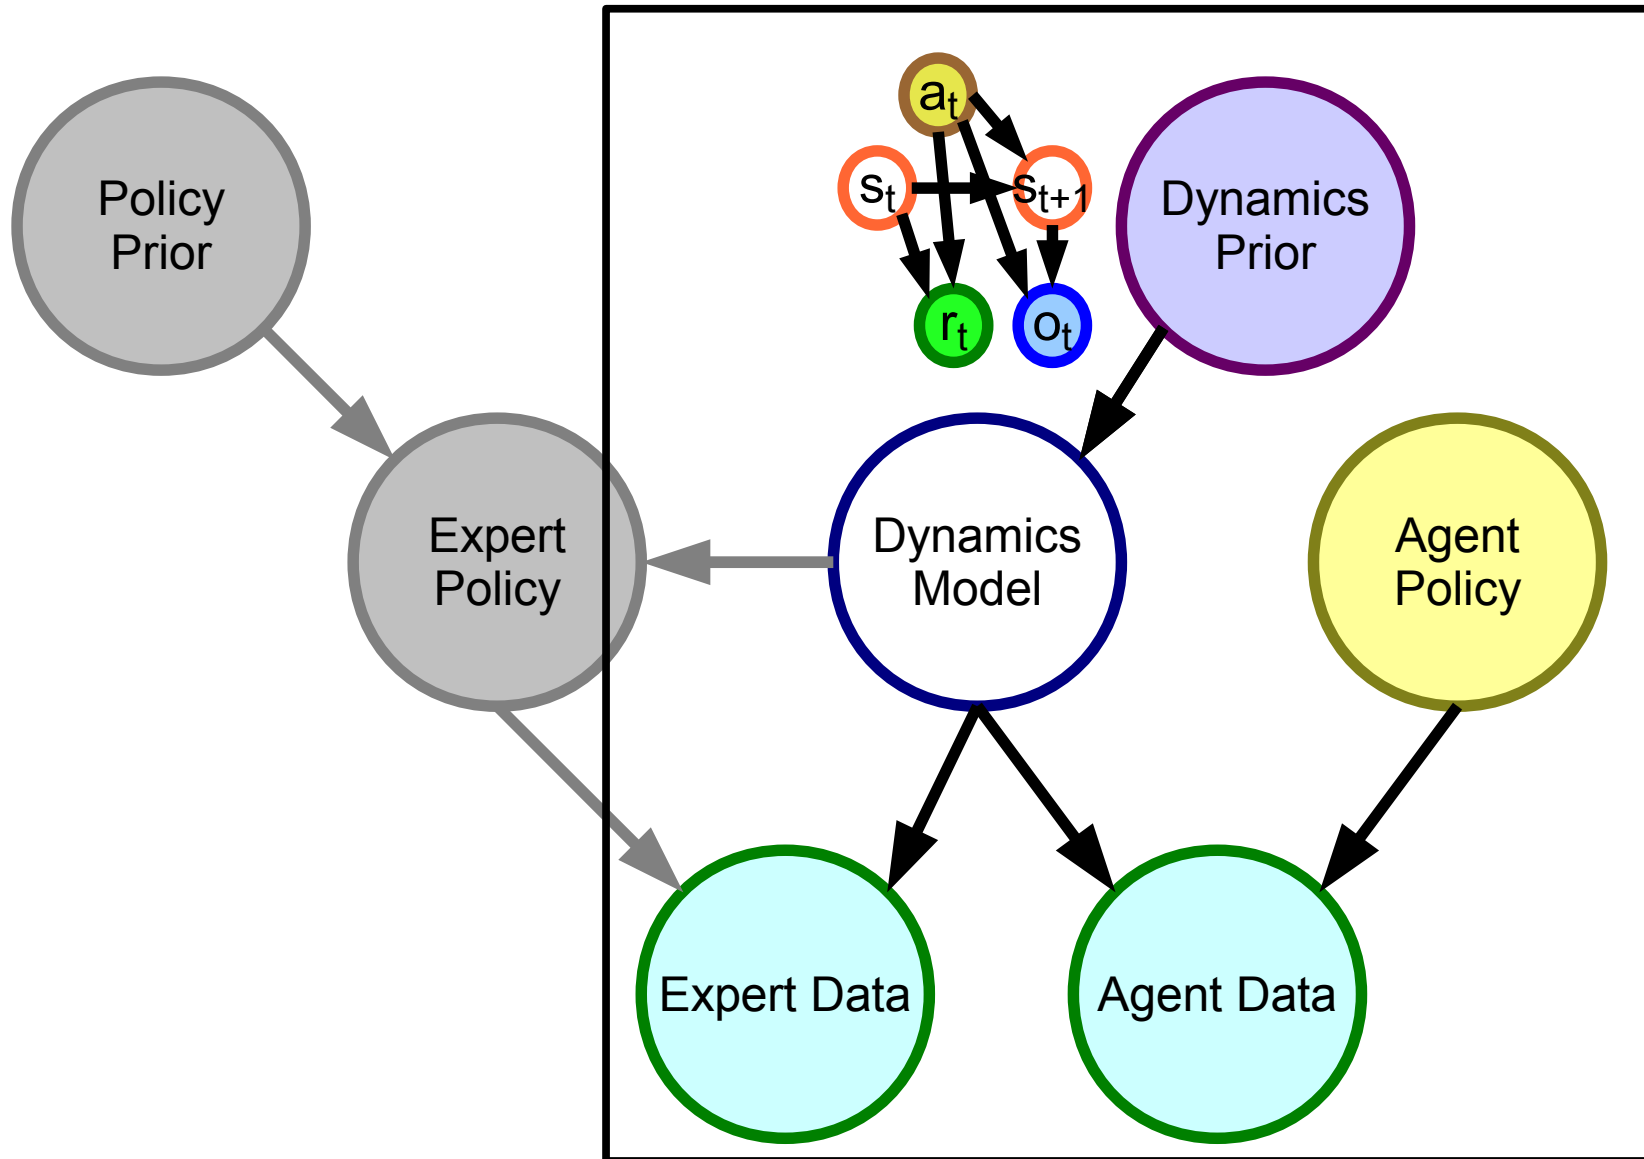 a_t
s_t
s_{t+1}
r_t
o_t
Policy
Prior
Dynamics
Prior
Expert
Policy
Dynamics
Model
Agent
Policy
Expert Data
Agent Data